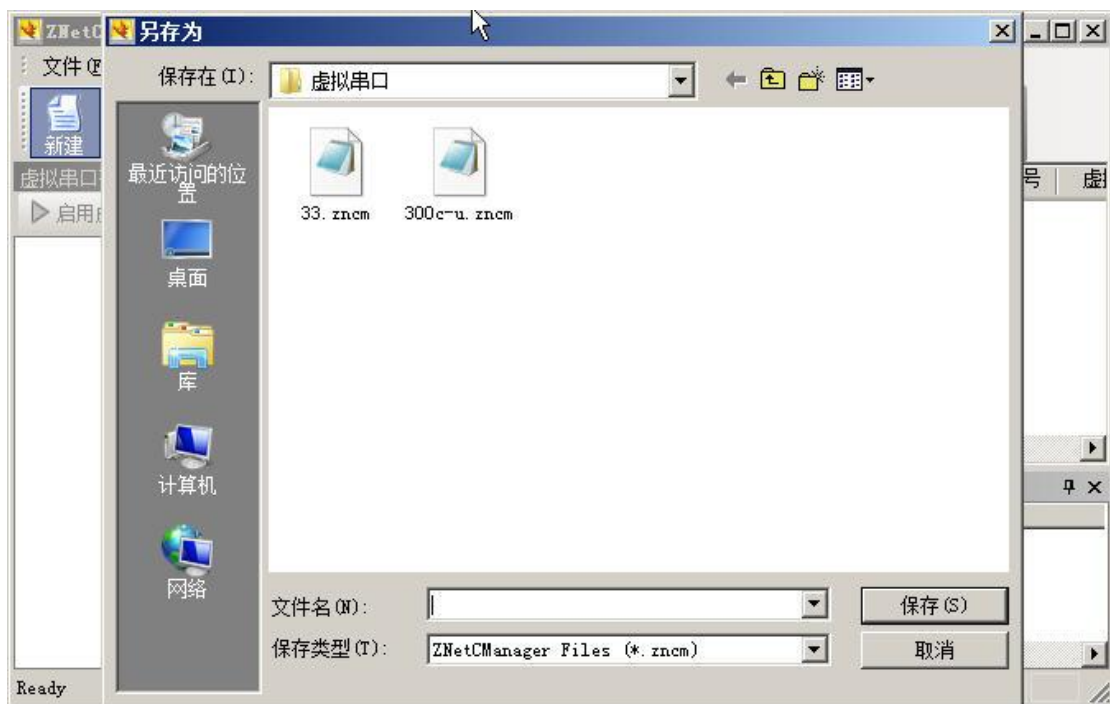 ZNetC
另存为
文件(F
保存在(I):
虚拟串口
新建
最近访问的位置
虚拟串口
号
虚
启用
33.zncm
300c-u.zncm
桌面
库
计算机
网络
文件名(N):
保存(S)
保存类型(T):
ZNetCManager Files (*.zncm)
取消
Ready